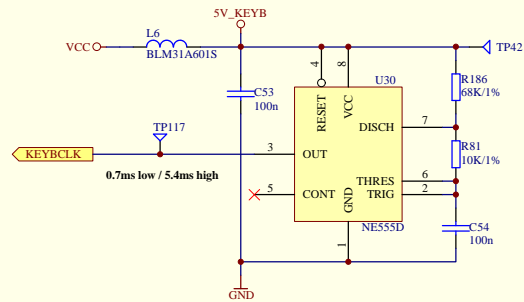 5V_KEYB
L6
VCC
BLM31A601S
TP42
4
8
U30
R186
68K/1%
C53
100n
RESET
VCC
DISCH
7
TP117
R81
10K/1%
KEYBCLK
3
OUT
0.7ms low / 5.4ms high
THRES
6
5
CONT
TRIG
2
GND
C54
100n
NE555D
1
GND